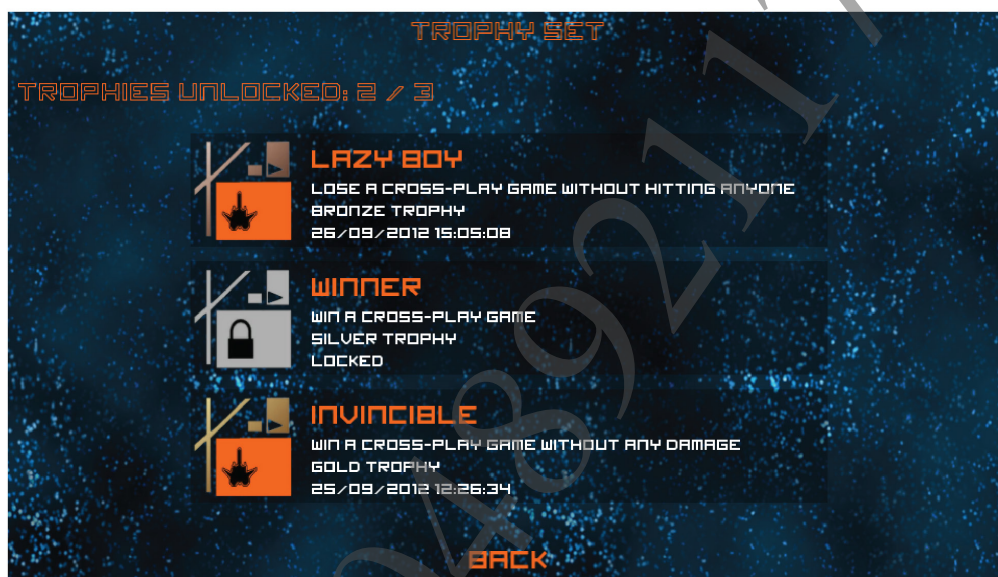 TROPHY SET
TROPHIES UNLOCKED: 2 / 3
LAZY BOY
LOSE A CROSS-PLAY GAME WITHOUT HITTING ANYONE
BRONZE TROPHY
26/09/2012 15:05:08
WINNER
WIN A CROSS-PLAY GAME
SILVER TROPHY
LOCKED
INVINCIBLE
WIN A CROSS-PLAY GAME WITHOUT ANY DAMAGE
GOLD TROPHY
25/09/2012 12:26:34
BACK